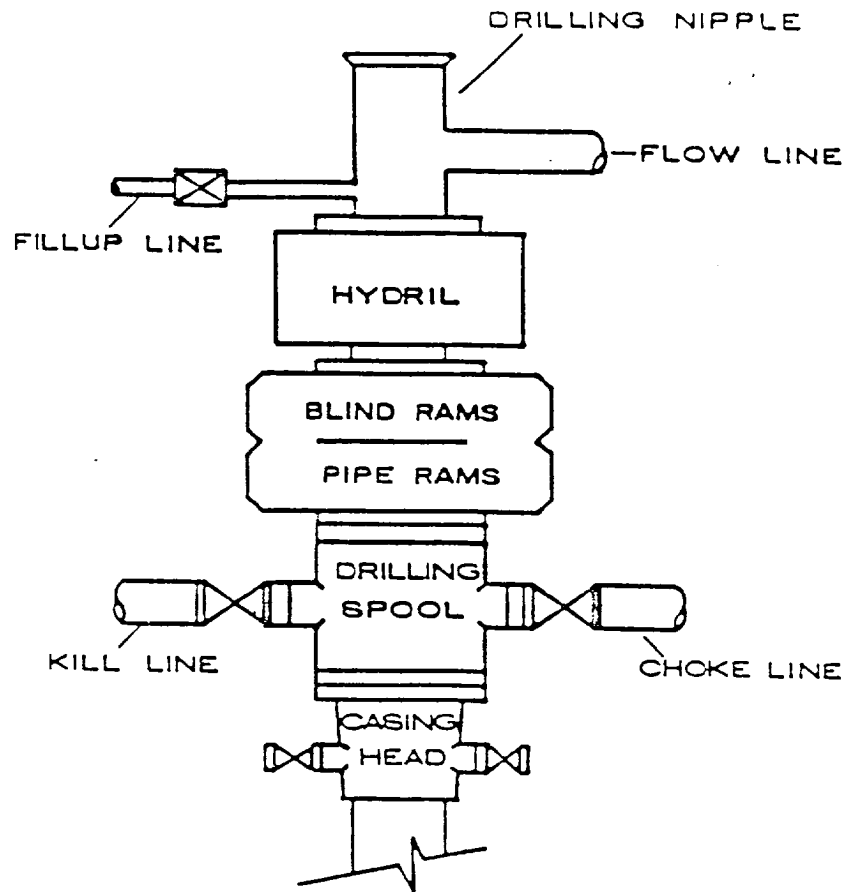 DRILLING NIPPLE
FLOW LINE
FILLUP LINE
HYDRIL
BLIND RAMS
PIPE RAMS
DRILLING
SPOOL
KILL LINE
CHOKE LINE
CASING
HEAD